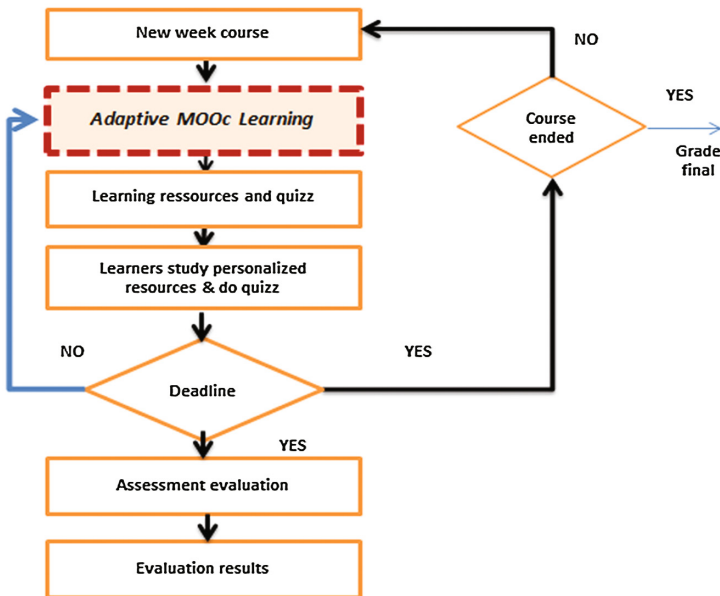 New week course
NO
Adaptive MOOc Learning
YES
Course
ended
Grade
final
Learning ressources and quizz
Learners study personalized
resources & do quizz
NO
YES
Deadline
YES
Assessment evaluation
Evaluation results